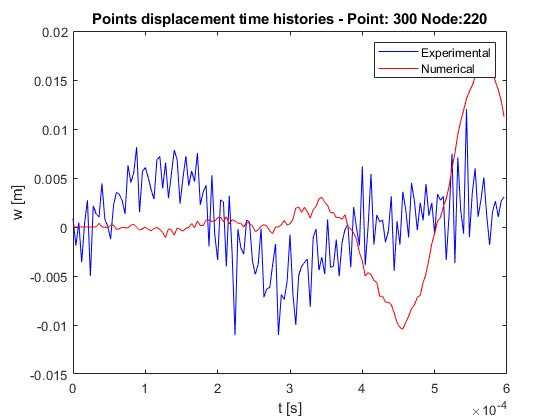 Points displacement time histories - Point: 300 Node:220
Experimental
Numerical
w [m]
0.02
0.015
0.01
0.005
0
-0.005
-0.01
-0.015
0 1 2 3 4 5 6
t [s]
×10⁻⁴